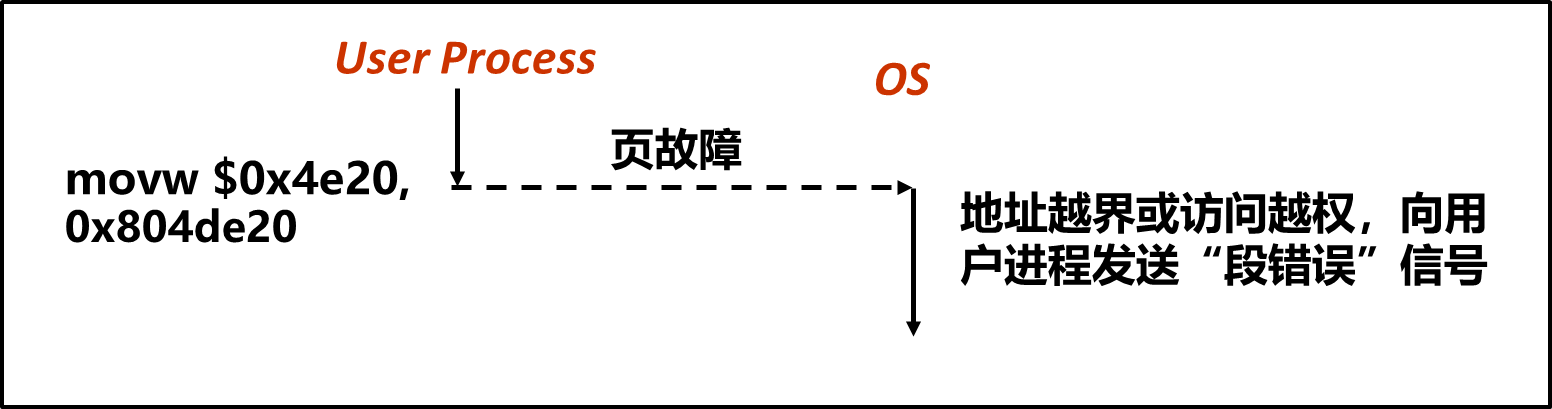 User Process
OS
页故障
movw $0x4e20,
0x804de20
地址越界或访问越权，向用
户进程发送“段错误”信号